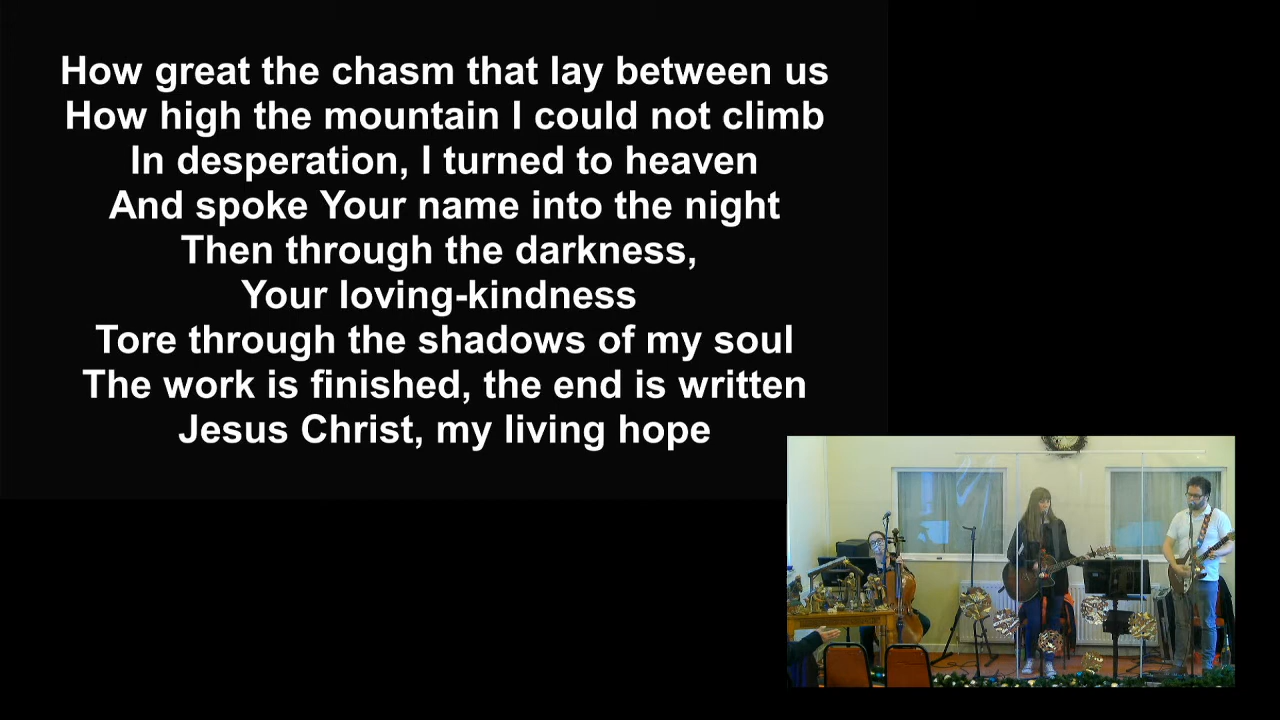 How great the chasm that lay between us
How high the mountain I could not climb
In desperation, I turned to heaven
And spoke Your name into the night
Then through the darkness,
Your loving-kindness
Tore through the shadows of my soul
The work is finished, the end is written
Jesus Christ, my living hope